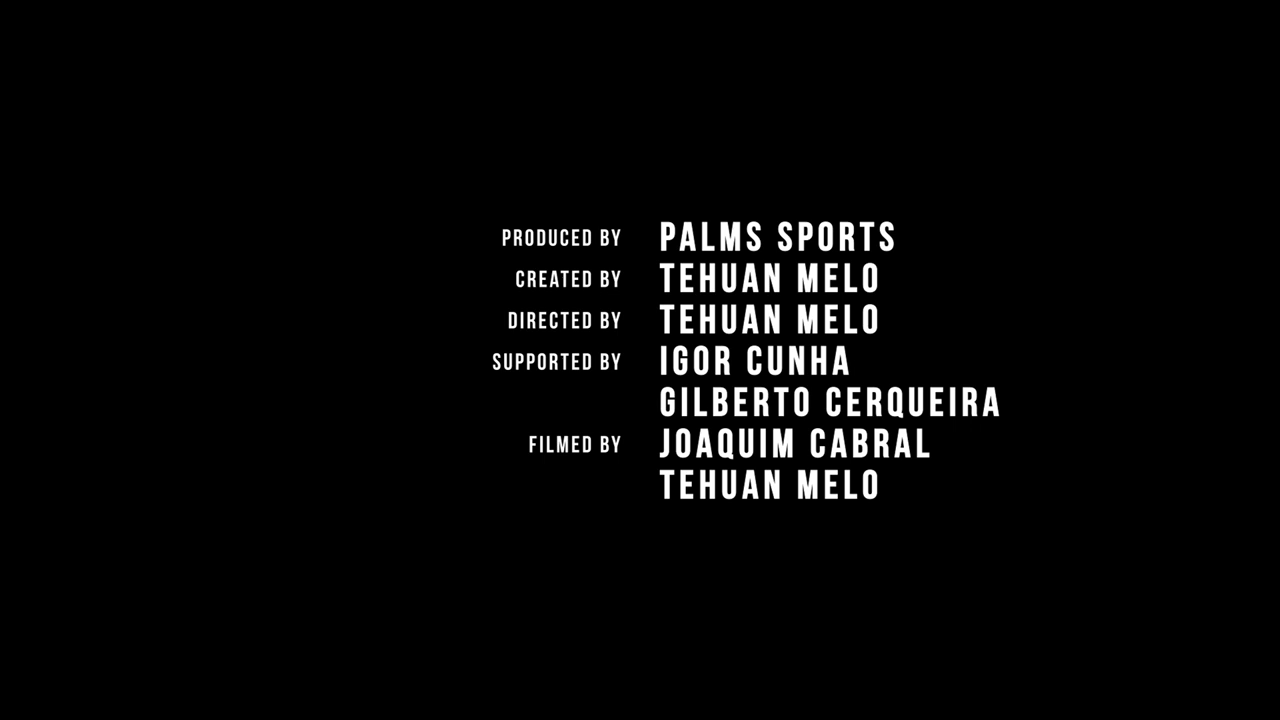 PRODUCED BY PALMS SPORTS
CREATED BY TEHUAN MELO
DIRECTED BY TEHUAN MELO
SUPPORTED BY IGOR CUNHA
GILBERTO CERQUEIRA
FILMED BY JOAQUIM CABRAL
TEHUAN MELO